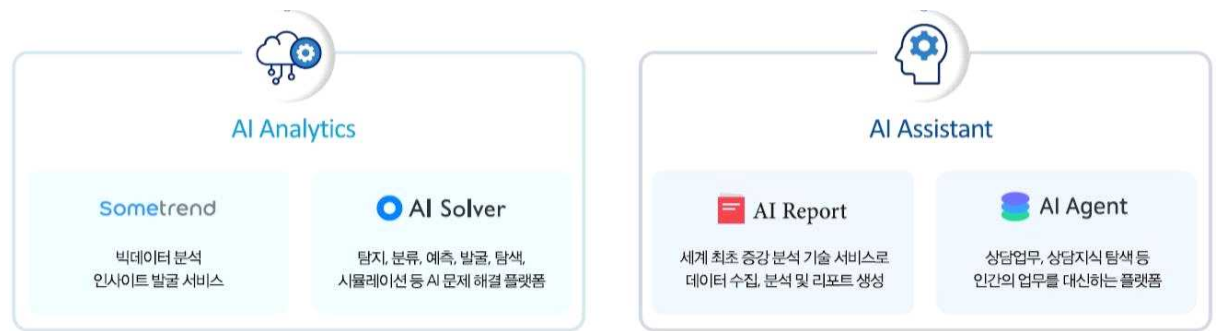 AI Analytics
Sometrend
빅데이터 분석
인사이트 발굴 서비스
AI Solver
탐지, 분류, 예측, 발굴, 탐색,
시뮬레이션 등 AI 문제 해결 플랫폼
AI Assistant
AI Report
세계 최초 증강 분석 기술 서비스로
데이터 수집, 분석 및 리포트 생성
AI Agent
상담업무, 상담지식 탐색 등
인간의 업무를 대신하는 플랫폼